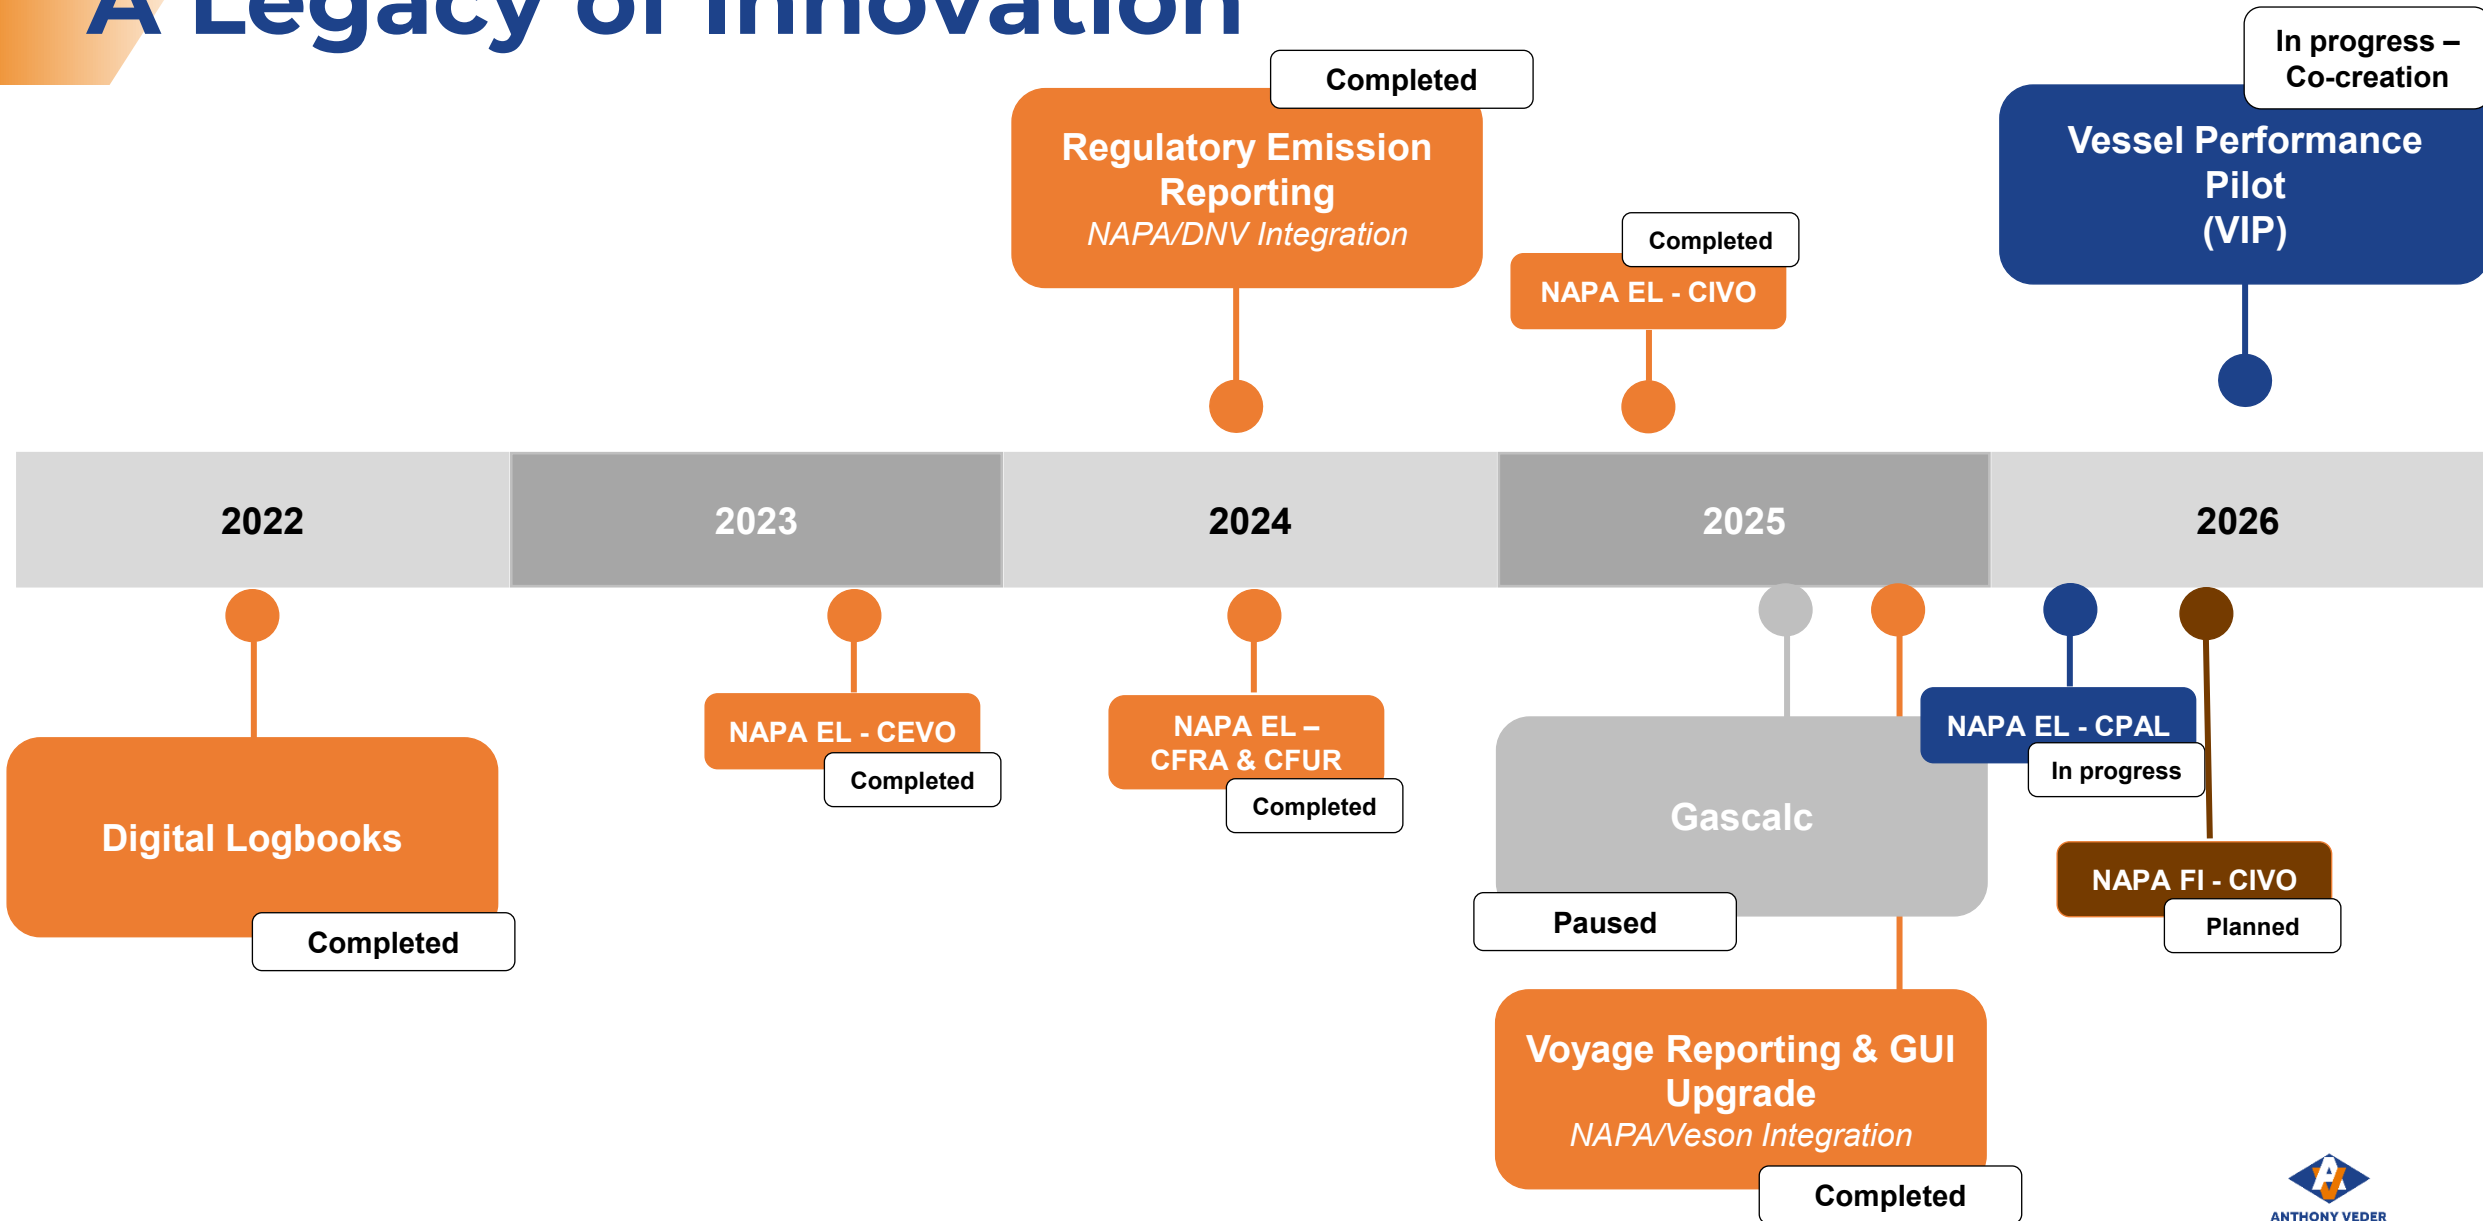 A Legacy of Innovation
In progress –
Co-creation
Completed
Vessel Performance
Pilot
(VIP)
Regulatory Emission
Reporting
NAPA/DNV Integration
Completed
NAPA EL - CIVO
2022
2023
2024
2025
2026
NAPA EL - CEVO
Completed
NAPA EL –
CFRA & CFUR
Completed
NAPA EL - CPAL
In progress
Digital Logbooks
Completed
Gascalc
Paused
NAPA FI - CIVO
Planned
Voyage Reporting & GUI
Upgrade
NAPA/Veson Integration
Completed
ANTHONY VEDER